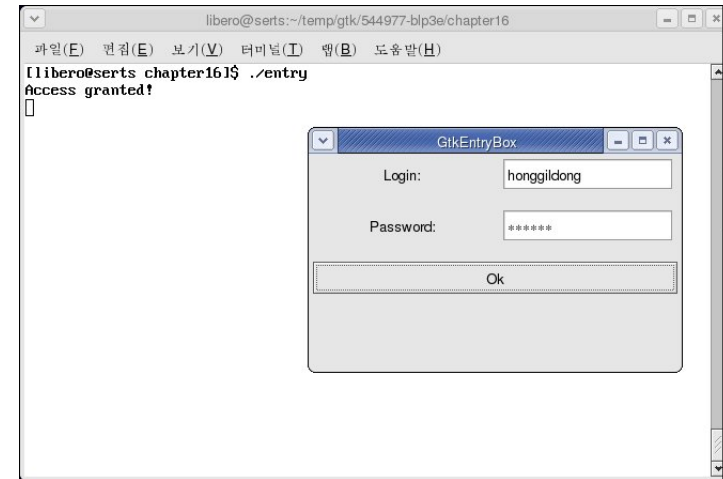 libero@serts:~/temp/gtk/544977-blp3e/chapter16
파일(F) 편집(E) 보기(V) 터미널(T) 탭(B) 도움말(H)
[libero@serts chapter16]$ ./entry
Access granted!
GtkEntryBox
Login: honggildong
Password: ******
Ok